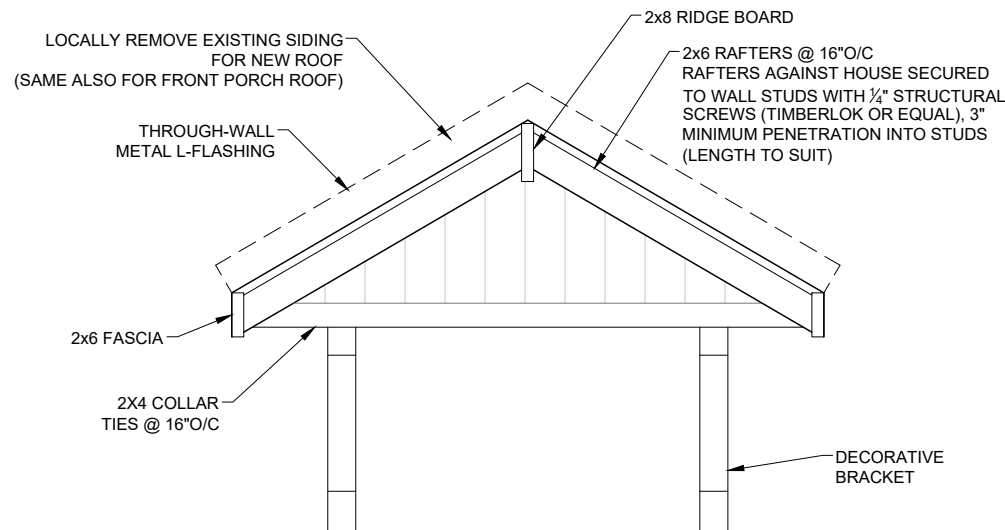 2x8 RIDGE BOARD
LOCALLY REMOVE EXISTING SIDING
FOR NEW ROOF
(SAME ALSO FOR FRONT PORCH ROOF)
2x6 RAFTERS @ 16"O/C
RAFTERS AGAINST HOUSE SECURED
TO WALL STUDS WITH ¼" STRUCTURAL
SCREWS (TIMBERLOK OR EQUAL), 3"
MINIMUM PENETRATION INTO STUDS
(LENGTH TO SUIT)
THROUGH-WALL
METAL L-FLASHING
2x6 FASCIA
2X4 COLLAR
TIES @ 16"O/C
DECORATIVE
BRACKET